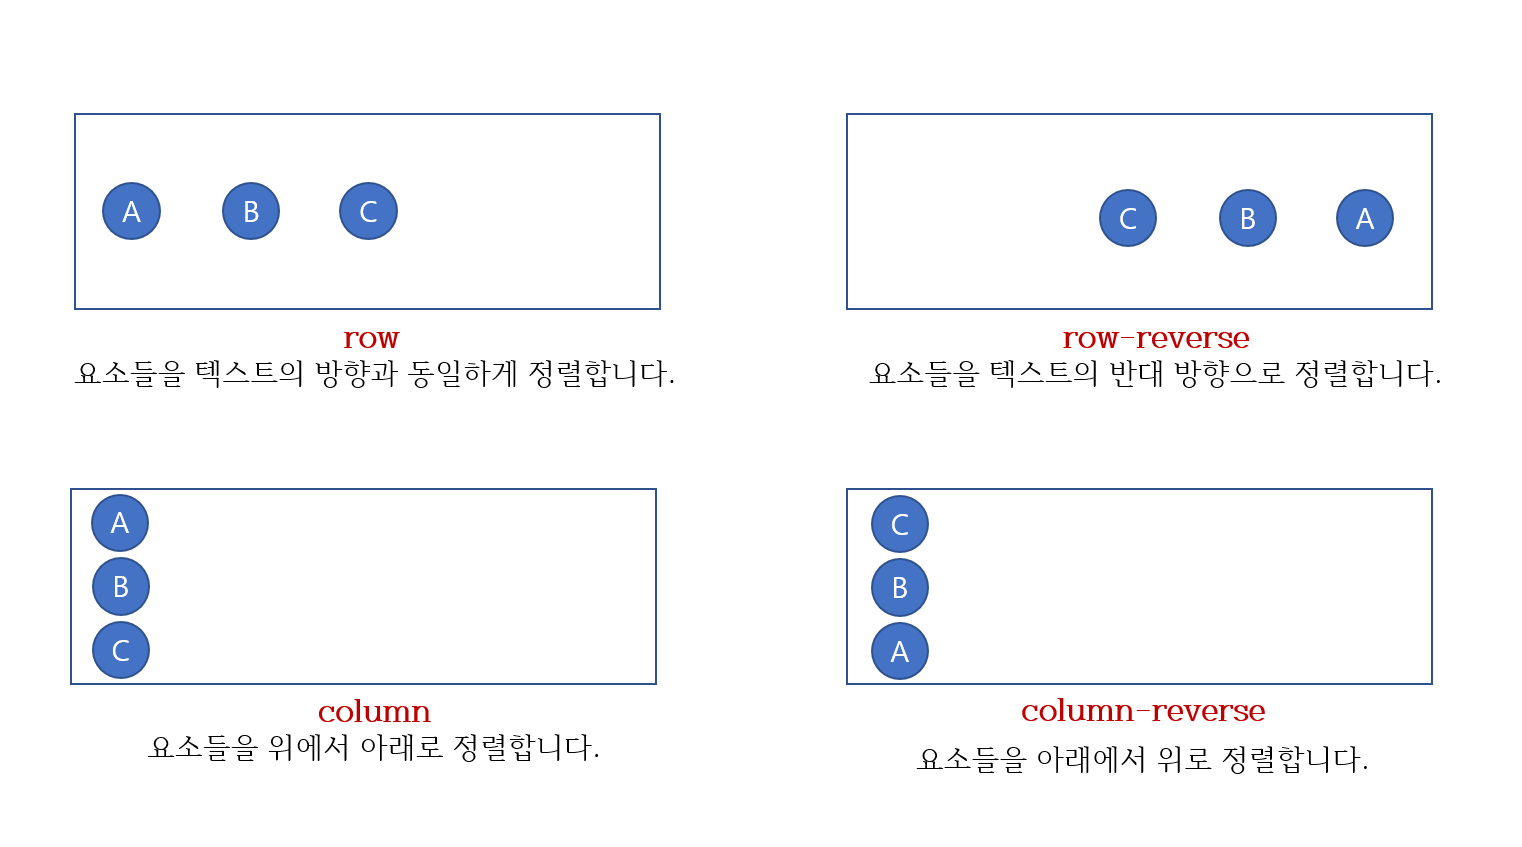 A B C
row
요소들을 텍스트의 방향과 동일하게 정렬합니다.
C B A
row-reverse
요소들을 텍스트의 반대 방향으로 정렬합니다.
A
B
C
column
요소들을 위에서 아래로 정렬합니다.
C
B
A
column-reverse
요소들을 아래에서 위로 정렬합니다.